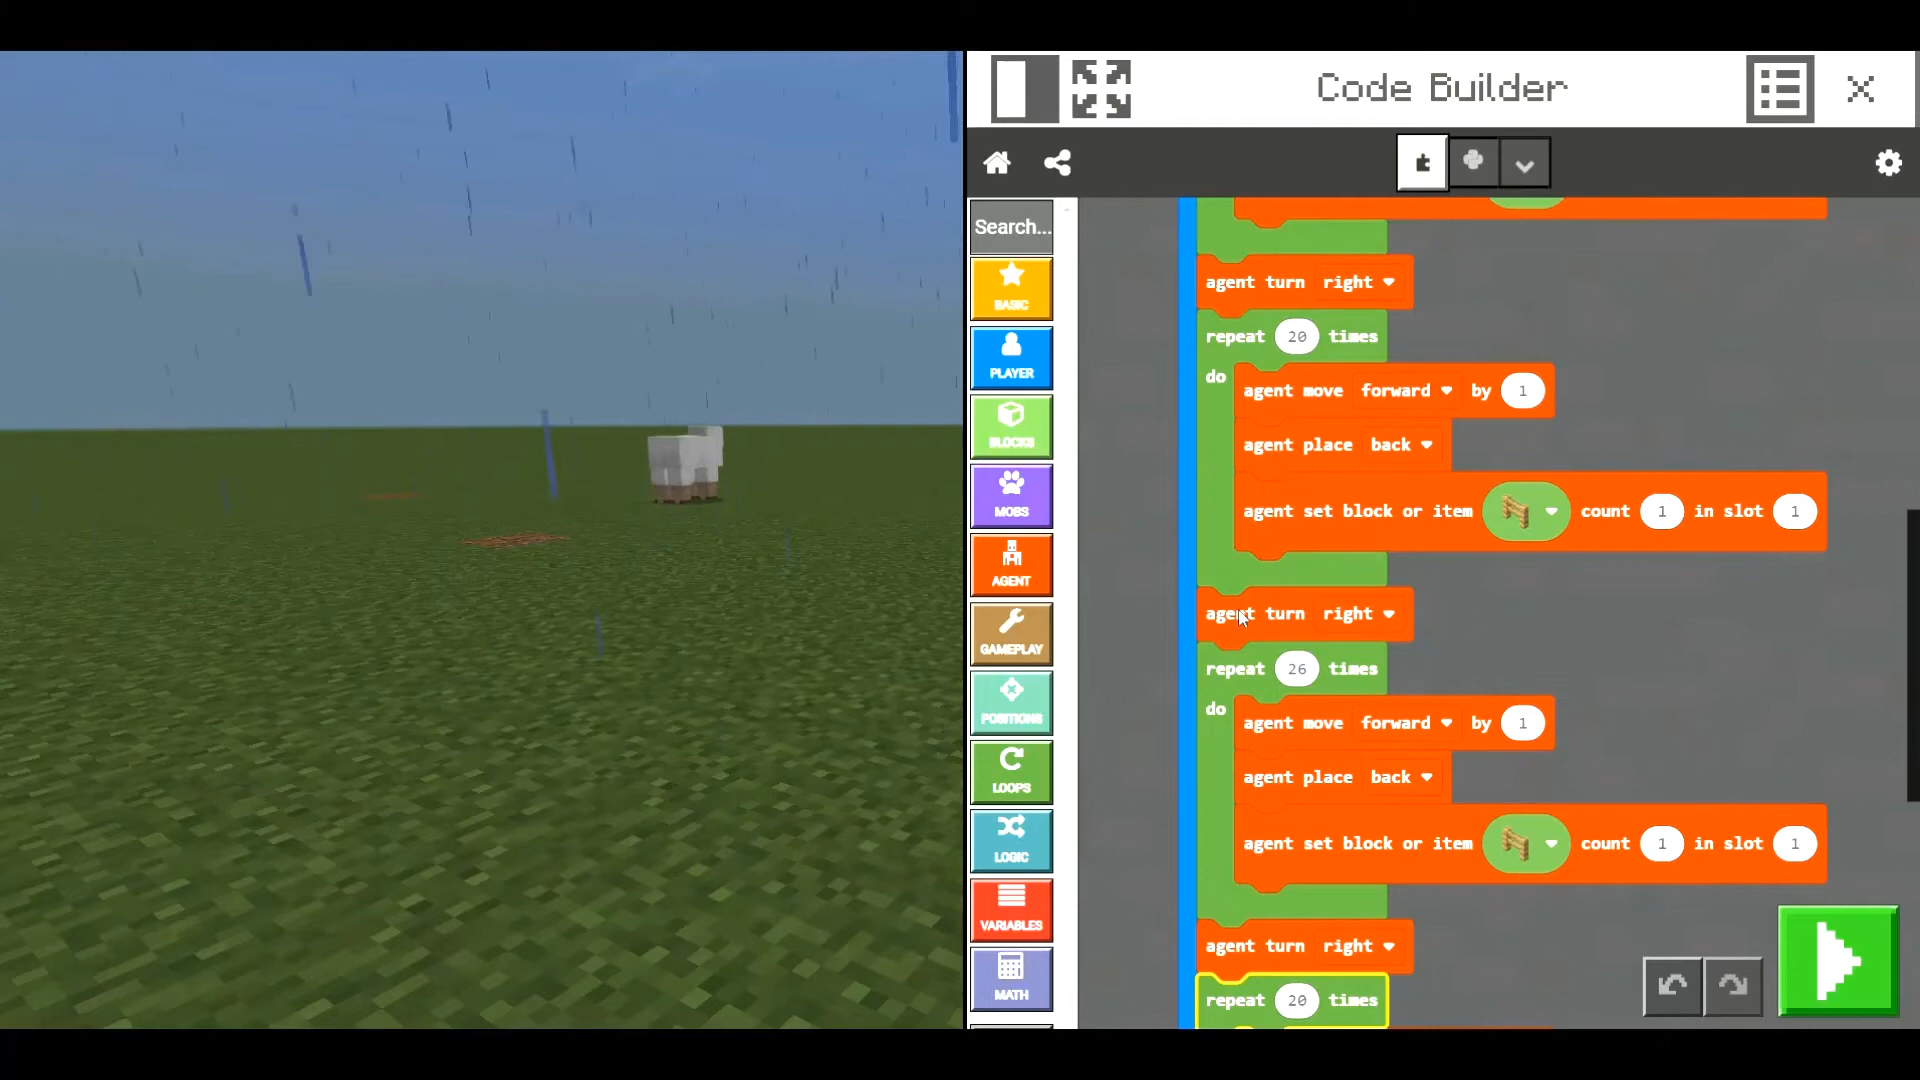 Code Builder
Search...
BASIC
PLAYER
BLOCKS
MOBS
AGENT
GAMEPLAY
POSITIONS
LOOPS
LOGIC
VARIABLES
MATH
agent turn right
repeat 20 times
do
agent move forward by 1
agent place back
agent set block or item count 1 in slot 1
agent turn right
repeat 26 times
do
agent move forward by 1
agent place back
agent set block or item count 1 in slot 1
agent turn right
repeat 20 times